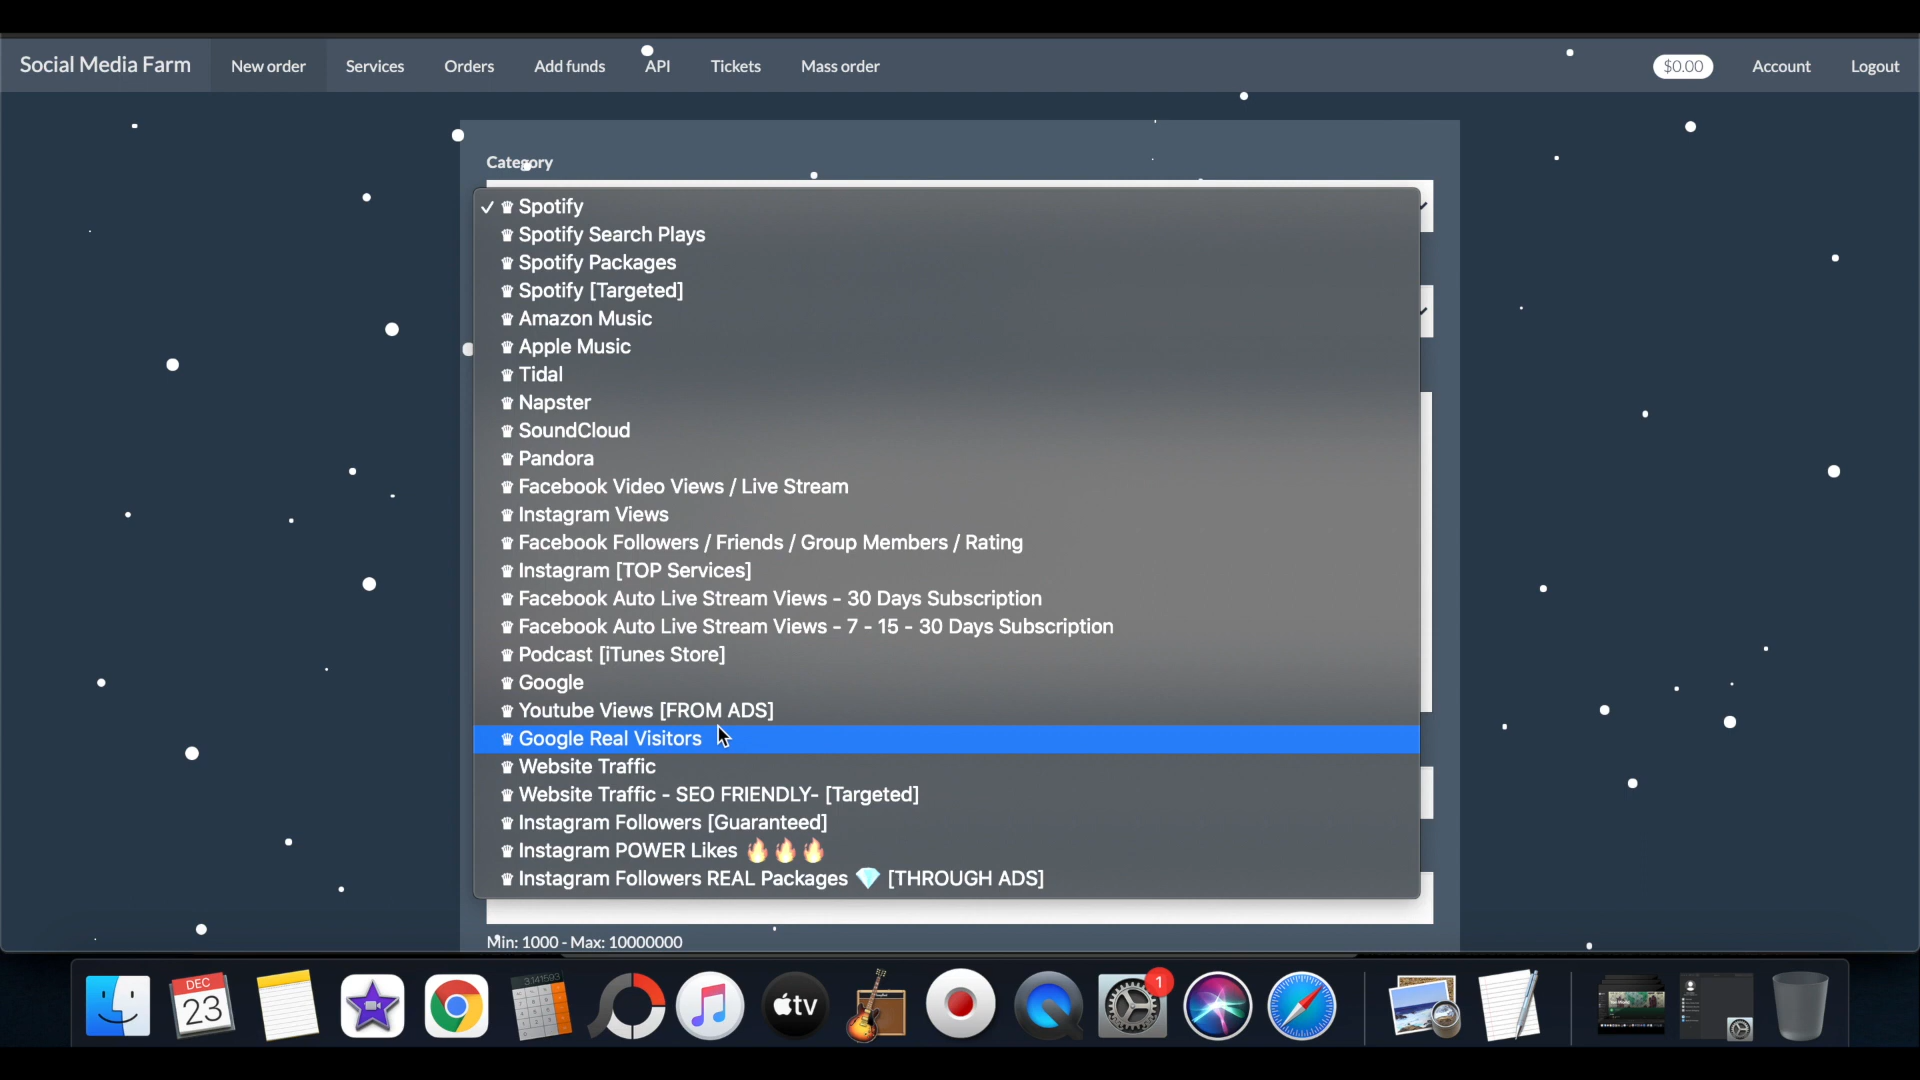 Social Media Farm
New order
Services
Orders
Add funds
API
Tickets
Mass order
$0.00
Account
Logout
Category
✓ ♛ Spotify
♛ Spotify Search Plays
♛ Spotify Packages
♛ Spotify [Targeted]
♛ Amazon Music
♛ Apple Music
♛ Tidal
♛ Napster
♛ SoundCloud
♛ Pandora
♛ Facebook Video Views / Live Stream
♛ Instagram Views
♛ Facebook Followers / Friends / Group Members / Rating
♛ Instagram [TOP Services]
♛ Facebook Auto Live Stream Views - 30 Days Subscription
♛ Facebook Auto Live Stream Views - 7 - 15 - 30 Days Subscription
♛ Podcast [iTunes Store]
♛ Google
♛ Youtube Views [FROM ADS]
♛ Google Real Visitors
♛ Website Traffic
♛ Website Traffic - SEO FRIENDLY- [Targeted]
♛ Instagram Followers [Guaranteed]
♛ Instagram POWER Likes 🔥🔥🔥
♛ Instagram Followers REAL Packages 💎 [THROUGH ADS]
Min: 1000 - Max: 10000000
DEC
23
3.141593
tv
1